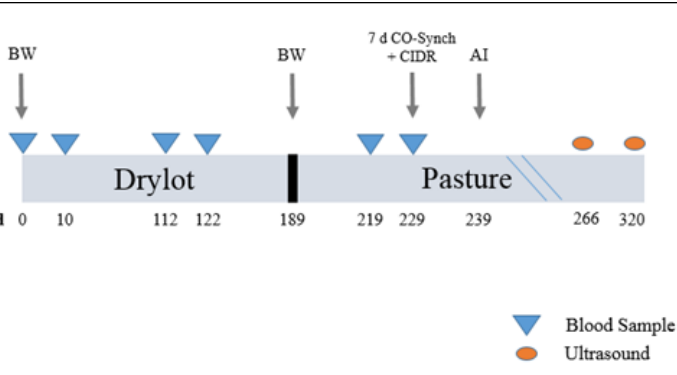 7 d CO-Synch
BW BW + CIDR AI
Drylot Pasture
d 0 10 112 122 189 219 229 239 266 320
Blood Sample
Ultrasound